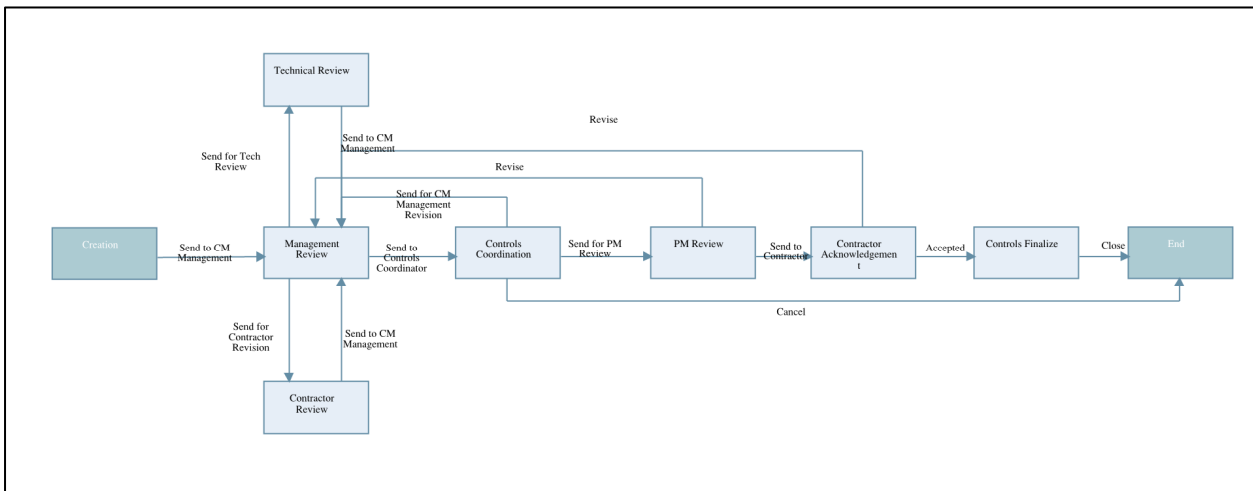 Technical Review
Revise
Send to CM
Management
Send for Tech
Review
Revise
Send for CM
Management
Revision
Creation
Send to CM
Management
Management
Review
Send to
Controls
Coordinator
Controls
Coordination
Send for PM
Review
PM Review
Send to
Contractor
Contractor
Acknowledgemen
t
Accepted
Controls Finalize
Close
End
Cancel
Send for
Contractor
Revision
Send to CM
Management
Contractor
Review